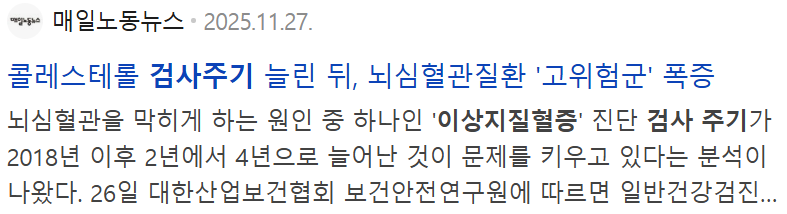 매일노동뉴스
매일노동뉴스 · 2025.11.27.
콜레스테롤 검사주기 늘린 뒤, 뇌심혈관질환 '고위험군' 폭증
뇌심혈관을 막히게 하는 원인 중 하나인 '이상지질혈증' 진단 검사 주기가
2018년 이후 2년에서 4년으로 늘어난 것이 문제를 키우고 있다는 분석이
나왔다. 26일 대한산업보건협회 보건안전연구원에 따르면 일반건강검진...